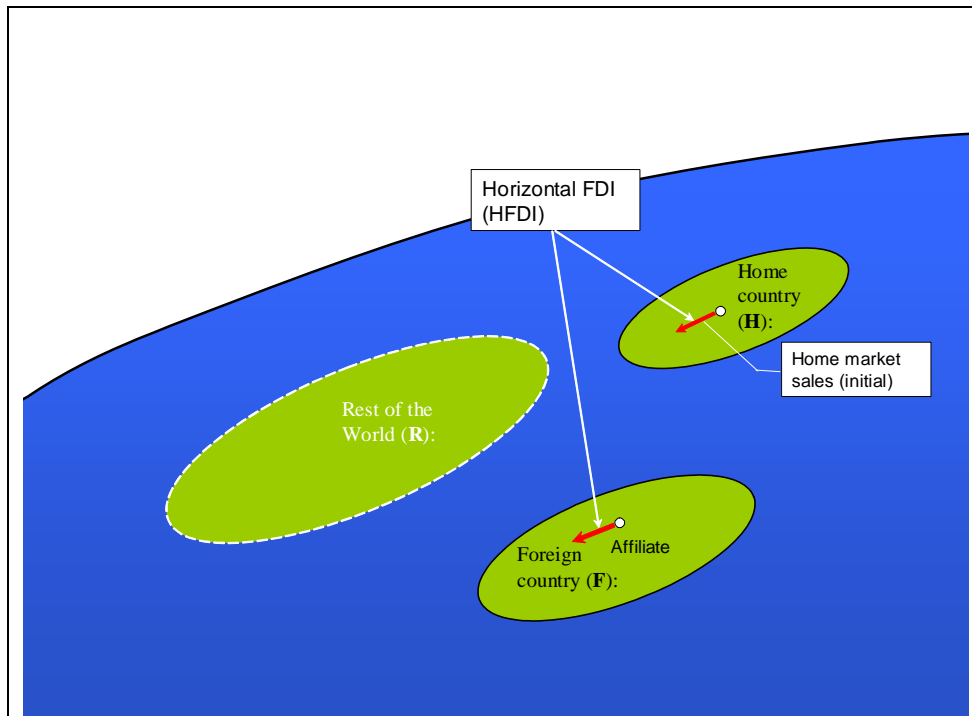 Horizontal FDI
(HFDI)
Home
country
(H):
Home market
sales (initial)
Rest of the
World (R):
Affiliate
Foreign
country (F):